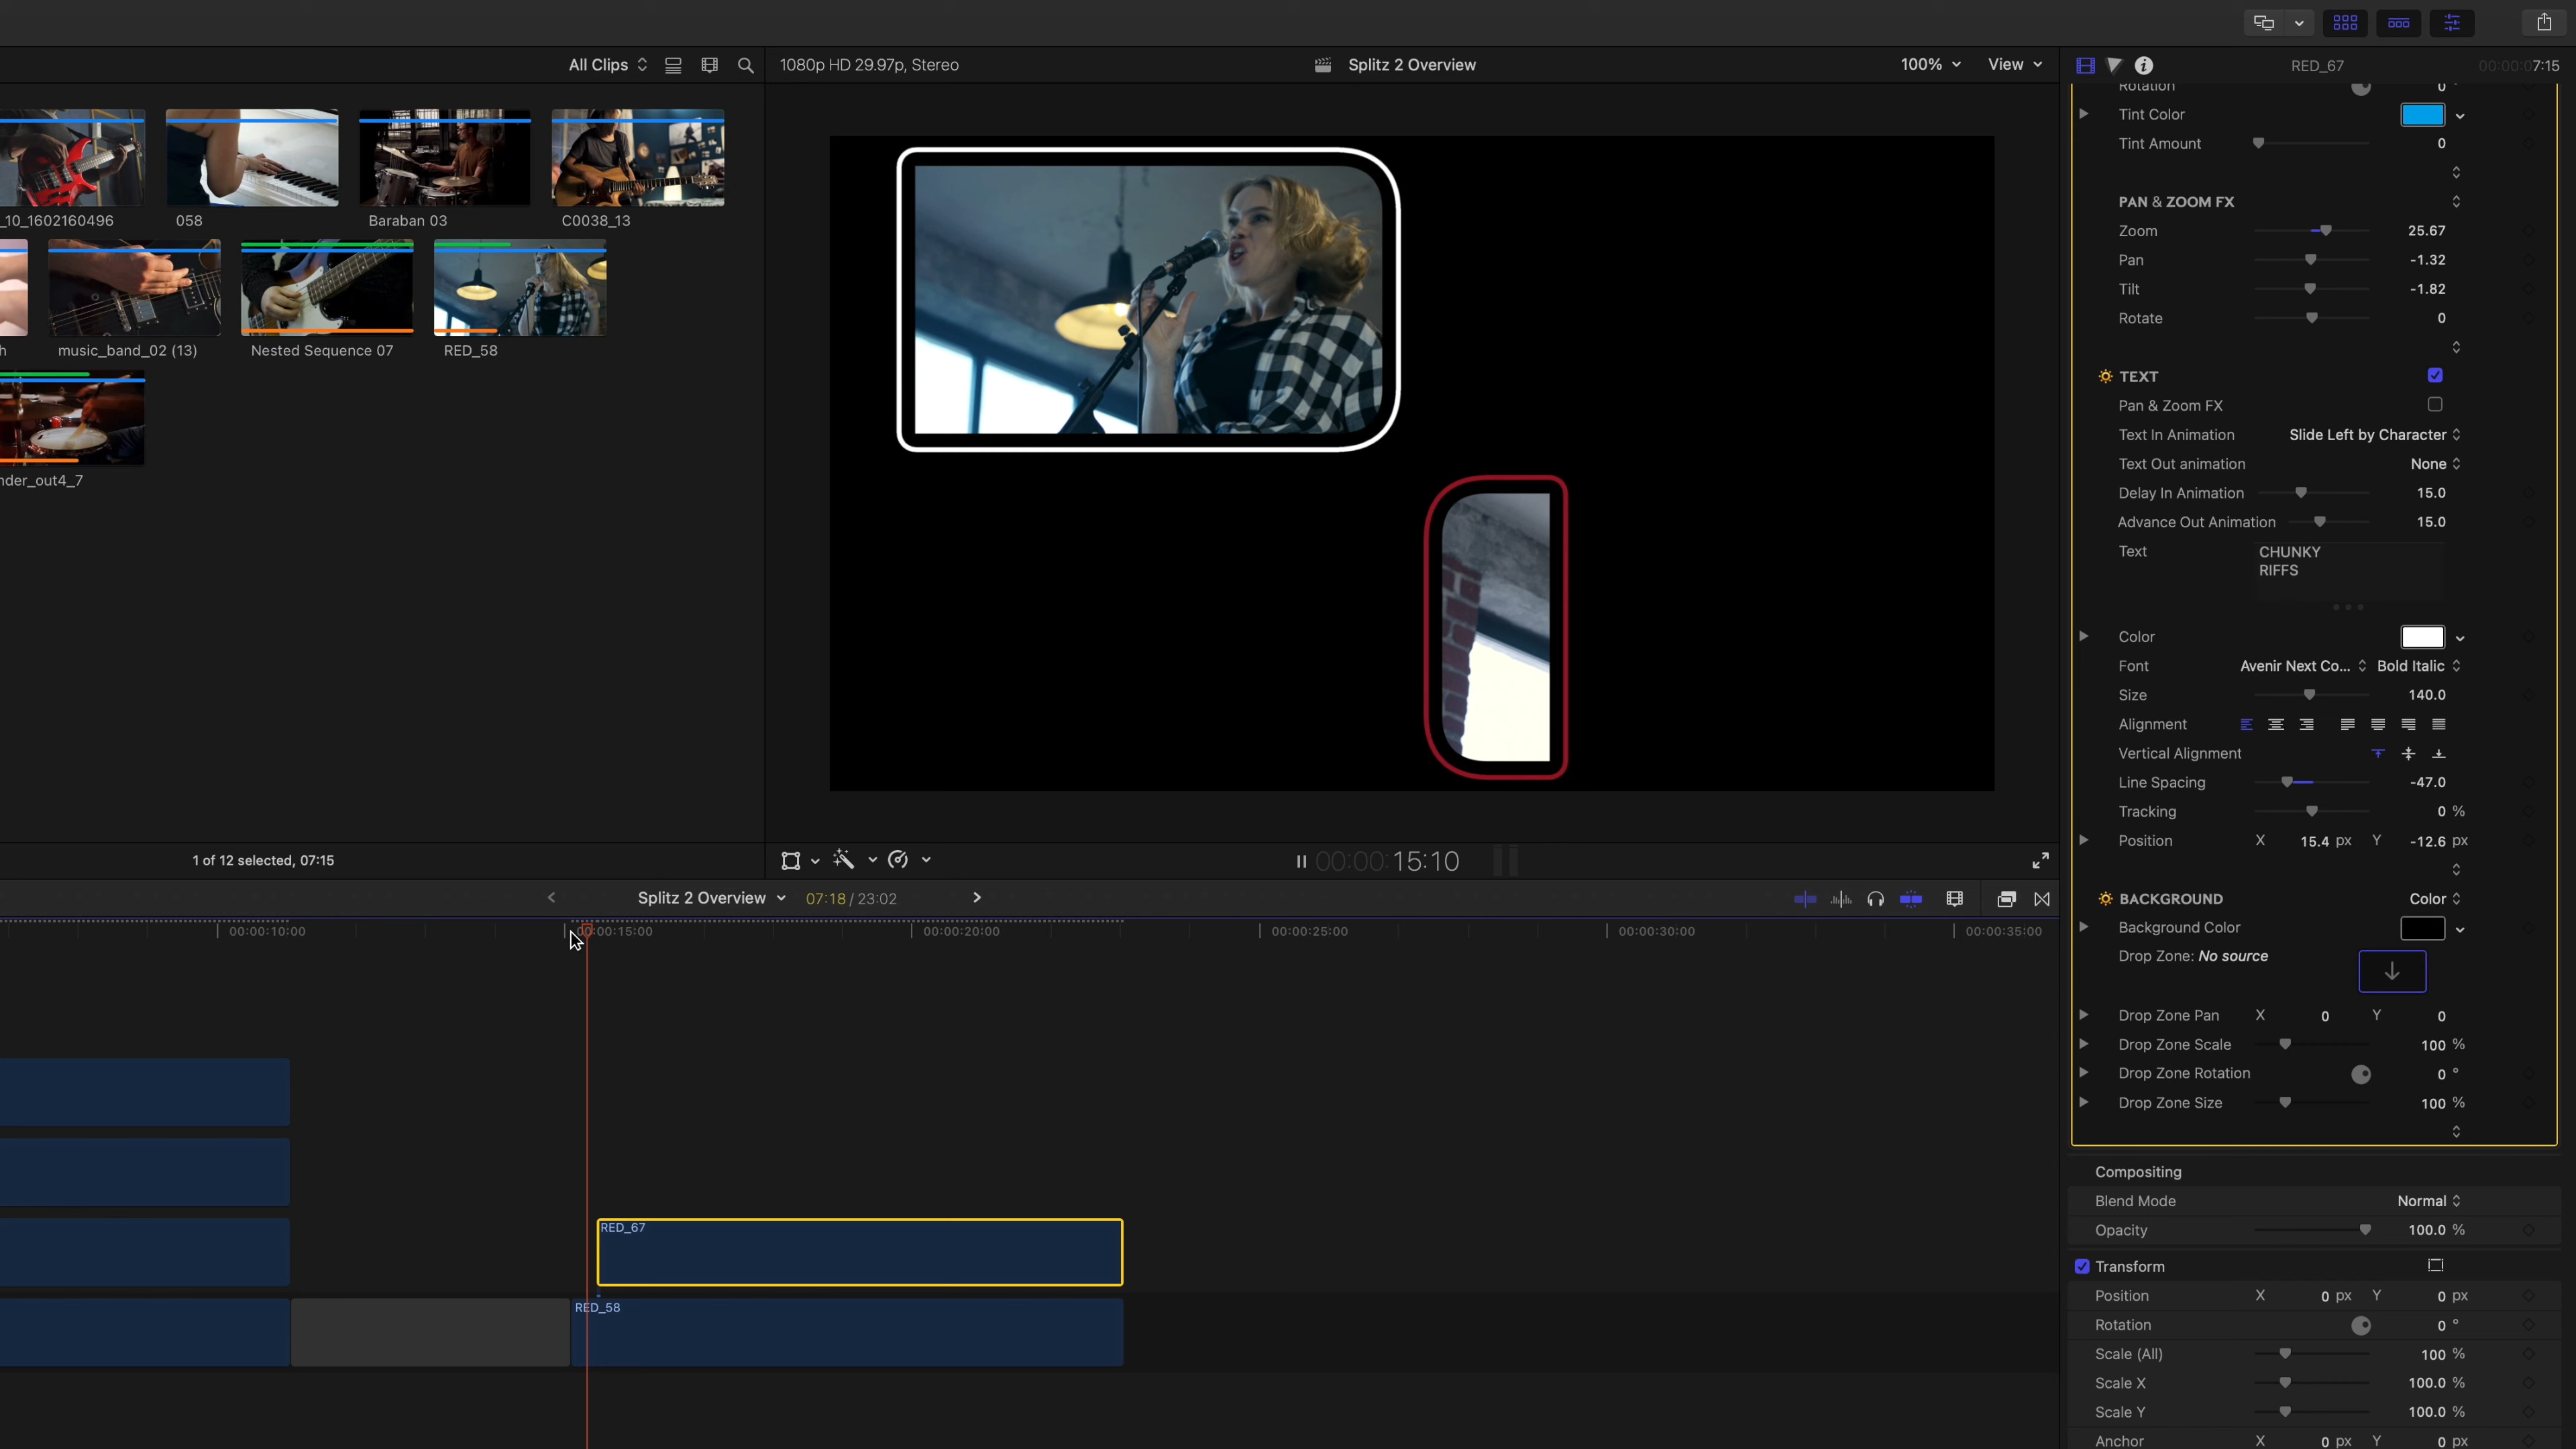 All Clips
1080p HD 29.97p, Stereo
Splitz 2 Overview
100%
View
RED_67
00:00:07:15
_10_1602160496
058
Baraban 03
C0038_13
h
music_band_02 (13)
Nested Sequence 07
RED_58
nder_out4_7
1 of 12 selected, 07:15
00:00:15:10
Splitz 2 Overview
07:18 / 23:02
00:00:10:00
00:00:15:00
00:00:20:00
00:00:25:00
00:00:30:00
00:00:35:00
RED_67
RED_58
Rotation 0 °
Tint Color
Tint Amount 0
PAN & ZOOM FX
Zoom 25.67
Pan -1.32
Tilt -1.82
Rotate 0
TEXT
Pan & Zoom FX
Text In Animation Slide Left by Character
Text Out animation None
Delay In Animation 15.0
Advance Out Animation 15.0
Text CHUNKY
RIFFS
Color
Font Avenir Next Co... Bold Italic
Size 140.0
Alignment
Vertical Alignment
Line Spacing -47.0
Tracking 0 %
Position X 15.4 px Y -12.6 px
BACKGROUND Color
Background Color
Drop Zone: No source
Drop Zone Pan X 0 Y 0
Drop Zone Scale 100 %
Drop Zone Rotation 0 °
Drop Zone Size 100 %
Compositing
Blend Mode Normal
Opacity 100.0 %
Transform
Position X 0 px Y 0 px
Rotation 0 °
Scale (All) 100 %
Scale X 100.0 %
Scale Y 100.0 %
Anchor X 0 px Y 0 px